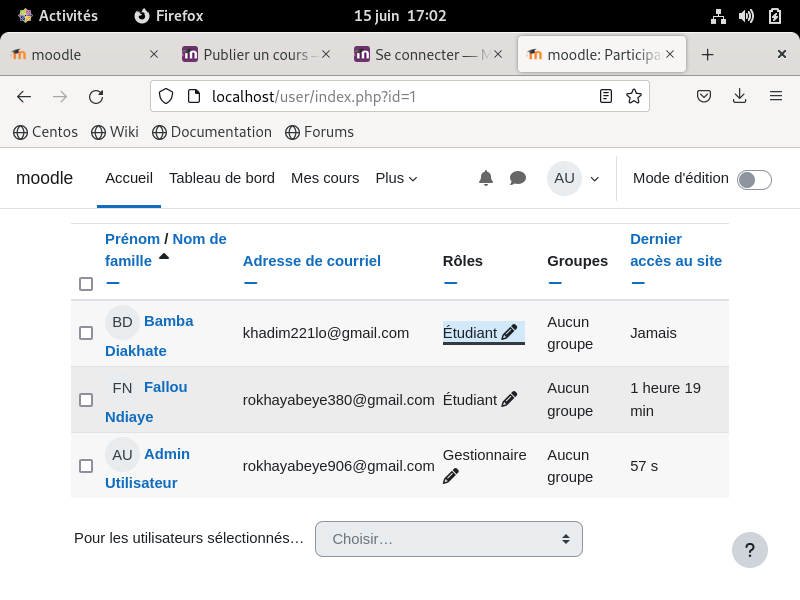 Activités Firefox 15 juin 17:02
moodle Publier un cours – Se connecter — M moodle: Participa
localhost/user/index.php?id=1
Centos Wiki Documentation Forums
moodle Accueil Tableau de bord Mes cours Plus AU Mode d'édition
Prénom / Nom de
famille Adresse de courriel Rôles Groupes Dernier
accès au site
BD Bamba
Diakhate khadim221lo@gmail.com Étudiant Aucun
groupe Jamais
FN Fallou
Ndiaye rokhayabeye380@gmail.com Étudiant Aucun
groupe 1 heure 19
min
AU Admin
Utilisateur rokhayabeye906@gmail.com Gestionnaire Aucun
groupe 57 s
Pour les utilisateurs sélectionnés… Choisir…
?